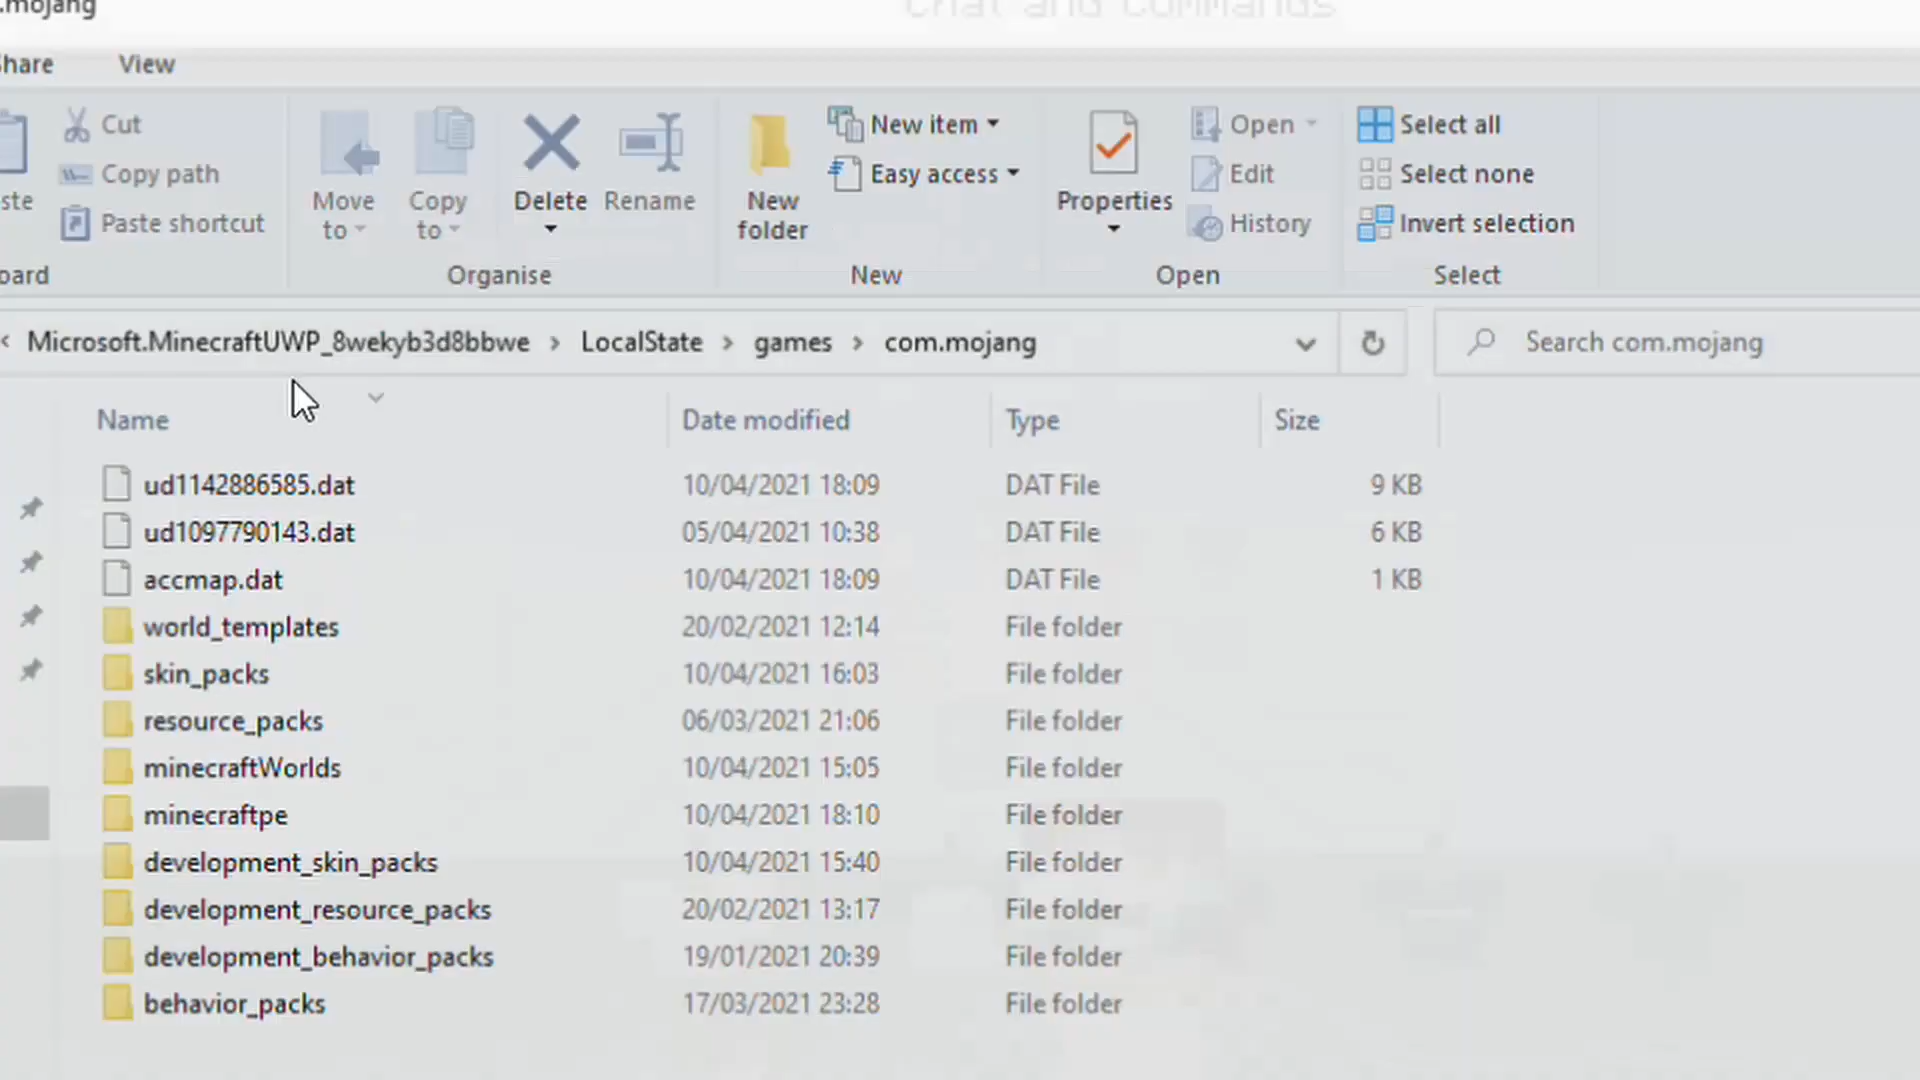 .mojang
Chat and Commands
Share
View
Cut
Copy path
Paste shortcut
Move to
Copy to
Delete
Rename
Organise
New folder
New item
Easy access
New
Properties
Open
Edit
History
Open
Select all
Select none
Invert selection
Select
Microsoft.MinecraftUWP_8wekyb3d8bbwe > LocalState > games > com.mojang
Search com.mojang
Name Date modified Type Size
ud1142886585.dat 10/04/2021 18:09 DAT File 9 KB
ud1097790143.dat 05/04/2021 10:38 DAT File 6 KB
accmap.dat 10/04/2021 18:09 DAT File 1 KB
world_templates 20/02/2021 12:14 File folder
skin_packs 10/04/2021 16:03 File folder
resource_packs 06/03/2021 21:06 File folder
minecraftWorlds 10/04/2021 15:05 File folder
minecraftpe 10/04/2021 18:10 File folder
development_skin_packs 10/04/2021 15:40 File folder
development_resource_packs 20/02/2021 13:17 File folder
development_behavior_packs 19/01/2021 20:39 File folder
behavior_packs 17/03/2021 23:28 File folder